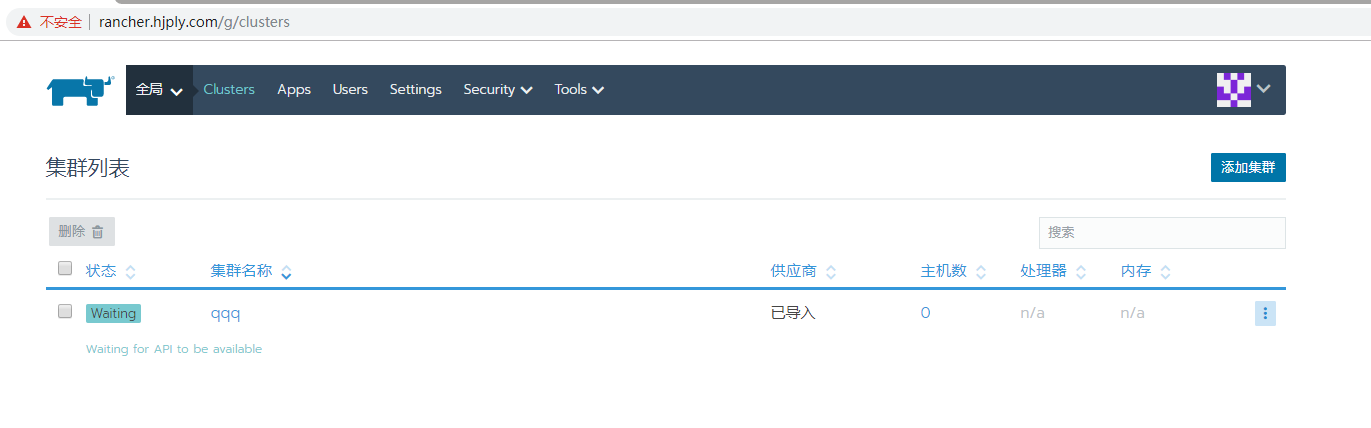 不安全 rancher.hjply.com/g/clusters
全局 Clusters Apps Users Settings Security Tools
集群列表 添加集群
删除 搜索
状态 集群名称 供应商 主机数 处理器 内存
Waiting qqq 已导入 0 n/a n/a
Waiting for API to be available